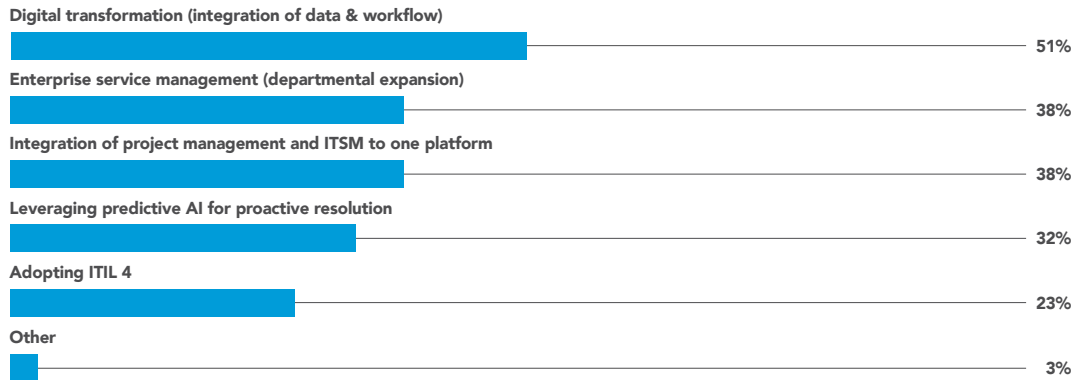 Digital transformation (integration of data & workflow)
51%
Enterprise service management (departmental expansion)
38%
Integration of project management and ITSM to one platform
38%
Leveraging predictive AI for proactive resolution
32%
Adopting ITIL 4
23%
Other
3%